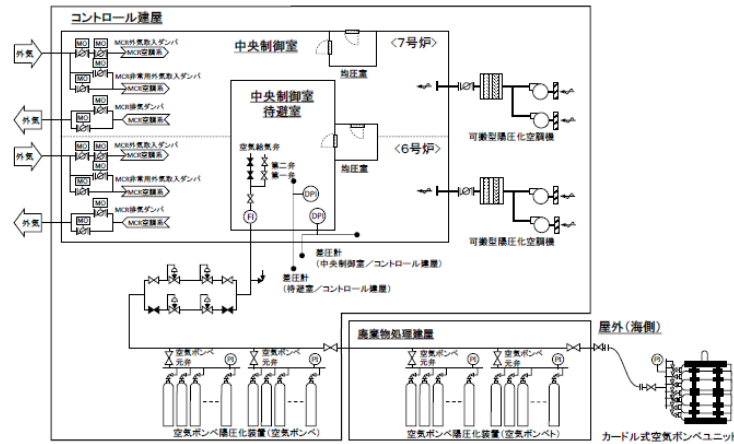 コントロール建屋
中央制御室
<7号炉>
外気
MO
MO
MCR外気取入ダンパ
MCR空調系
MO
MCR非常用外気取入ダンパ
MCR空調系
外気
MO
MCR排気ダンパ
MCR空調系
均圧室
可搬型陽圧化空調機
中央制御室
待避室
空気給気弁
第二弁
第一弁
FI
DPI
DPI
均圧室
<6号炉>
外気
MO
MO
MCR外気取入ダンパ
MCR空調系
MO
MCR非常用外気取入ダンパ
MCR空調系
外気
MO
MCR排気ダンパ
MCR空調系
可搬型陽圧化空調機
差圧計
(中央制御室/コントロール建屋)
差圧計
(待避室/コントロール建屋)
廃棄物処理建屋
屋外(海側)
空気ボンベ
元弁
PI
空気ボンベ
元弁
PI
空気ボンベ
元弁
PI
空気ボンベ
元弁
PI
PI
空気ボンベ陽圧化装置(空気ボンベ)
空気ボンベ陽圧化装置(空気ボンベト)
カードル式空気ボンベユニット